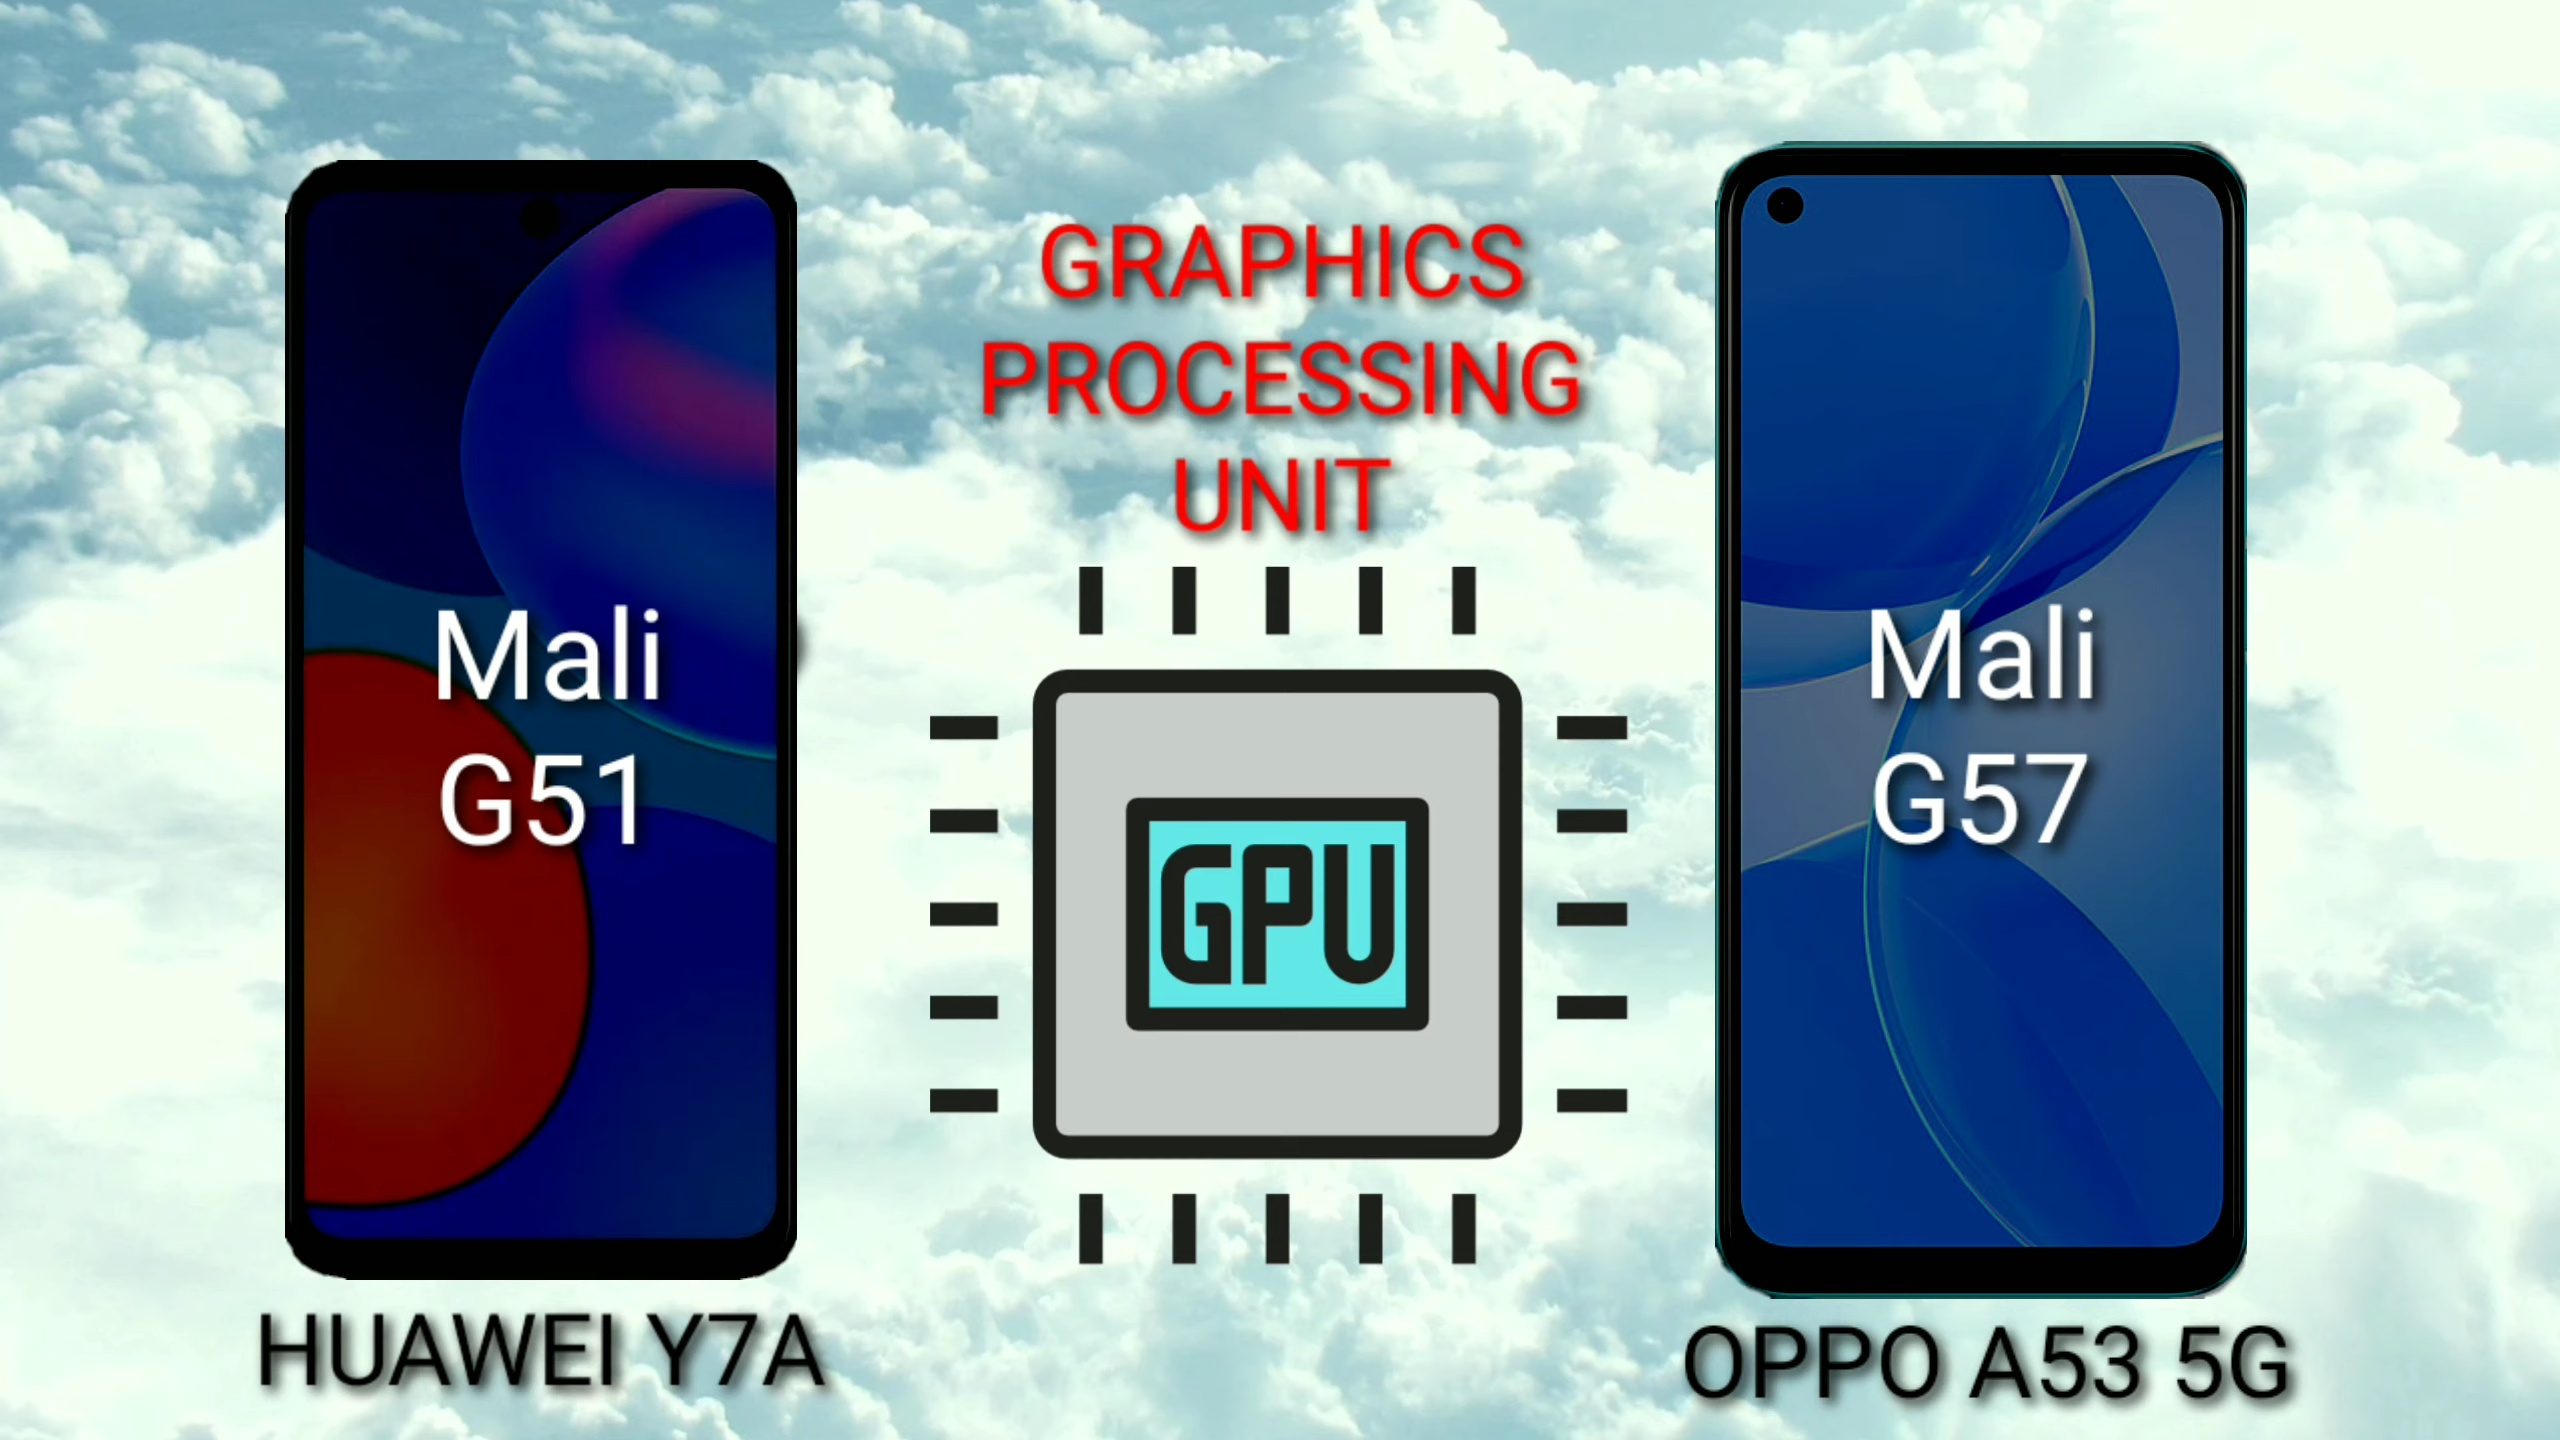 GRAPHICS
PROCESSING
UNIT
Mali
G51
GPU
Mali
G57
HUAWEI Y7A
OPPO A53 5G